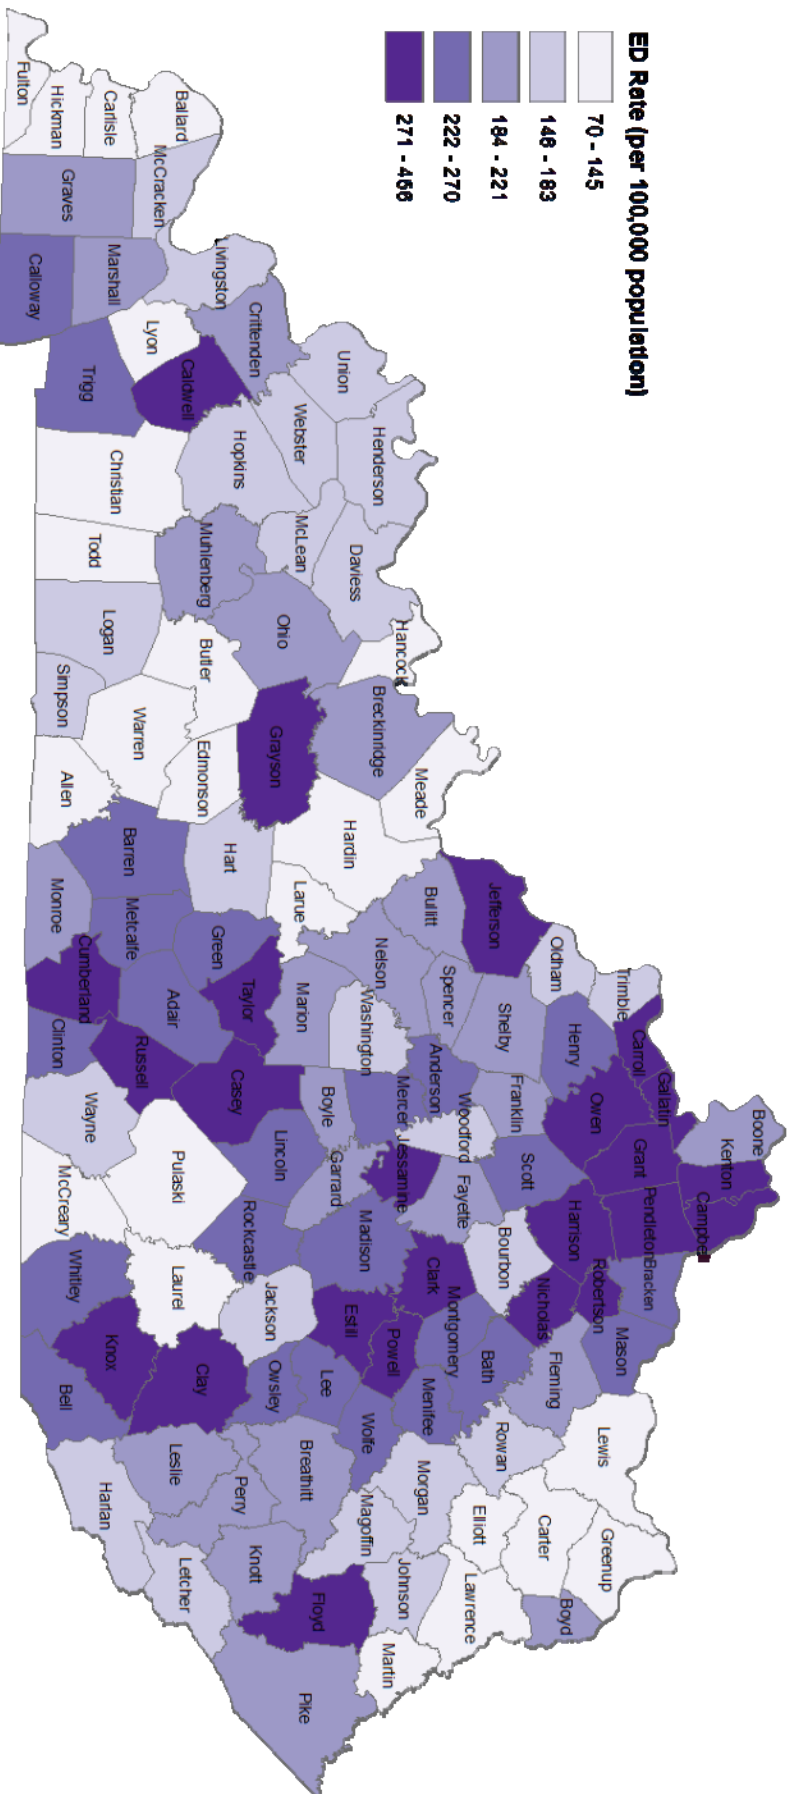 ED Rate (per 100,000 population)
70 - 145
146 - 183
184 - 221
222 - 270
271 - 456
Boone
Kenton
Campbell
Gallatin
Carroll
Grant
Pendleton
Bracken
Trimble
Owen
Robertson
Mason
Lewis
Greenup
Oldham
Henry
Harrison
Nicholas
Fleming
Carter
Boyd
Jefferson
Shelby
Franklin
Scott
Bourbon
Bath
Rowan
Elliott
Lawrence
Spencer
Anderson
Woodford
Fayette
Clark
Montgomery
Menifee
Morgan
Bullitt
Meade
Hancock
Breckinridge
Nelson
Washington
Mercer
Jessamine
Madison
Estill
Powell
Wolfe
Magoffin
Johnson
Martin
Henderson
Union
Daviess
Hardin
Larue
Marion
Boyle
Garrard
Lee
Breathitt
Floyd
Pike
Webster
McLean
Ohio
Grayson
Hart
Green
Taylor
Casey
Lincoln
Rockcastle
Jackson
Owsley
Perry
Knott
Crittenden
Livingston
Hopkins
Muhlenberg
Butler
Edmonson
Adair
Russell
Pulaski
Laurel
Clay
Leslie
Letcher
Ballard
McCracken
Lyon
Caldwell
Christian
Todd
Logan
Warren
Barren
Metcalfe
Cumberland
Wayne
McCreary
Whitley
Knox
Bell
Harlan
Carlisle
Hickman
Fulton
Graves
Marshall
Calloway
Trigg
Simpson
Allen
Monroe
Clinton